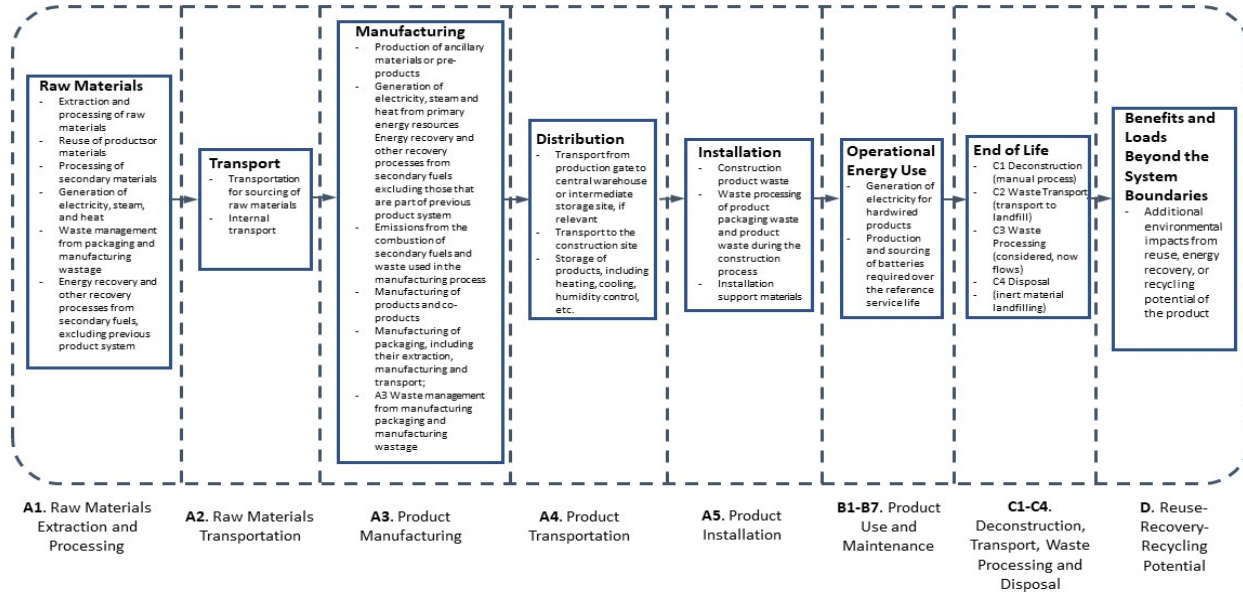 Raw Materials
- Extraction and
processing of raw
materials
- Reuse of productsor
materials
- Processing of
secondary materials
- Generation of
electricity, steam,
and heat
- Waste management
from packaging and
manufacturing
wastage
- Energy recovery and
other recovery
processes from
secondary fuels,
excluding previous
product system
Transport
- Transportation
for sourcing of
raw materials
- Internal
transport
Manufacturing
- Production of ancillary
materials or pre-
products
- Generation of
electricity, steam and
heat from primary
energy resources
Energy recovery and
other recovery
processes from
secondary fuels
excluding those that
are part of previous
product system
- Emissions from the
combustion of
secondary fuels and
waste used in the
manufacturing process
- Manufacturing of
products and co-
products
- Manufacturing of
packaging, including
their extraction,
manufacturing and
transport;
- A3 Waste management
from manufacturing
packaging and
manufacturing
wastage
Distribution
- Transport from
production gate to
central warehouse
or intermediate
storage site, if
relevant
- Transport to the
construction site
- Storage of
products, including
heating, cooling,
humidity control,
etc.
Installation
- Construction
product waste
- Waste processing
of product
packaging waste
and product
waste during the
construction
process
- Installation
support materials
Operational
Energy Use
- Generation of
electricity for
hardwired
products
- Production
and sourcing
of batteries
required over
the reference
service life
End of Life
- C1 Deconstruction
(manual process)
- C2 Waste Transport
(transport to
landfill)
- C3 Waste
Processing
(considered, now
flows)
- C4 Disposal
- (inert material
landfilling)
Benefits and
Loads
Beyond the
System
Boundaries
- Additional
environmental
impacts from
reuse, energy
recovery, or
recycling
potential of
the product
A1. Raw Materials
Extraction and
Processing
A2. Raw Materials
Transportation
A3. Product
Manufacturing
A4. Product
Transportation
A5. Product
Installation
B1-B7. Product
Use and
Maintenance
C1-C4.
Deconstruction,
Transport, Waste
Processing and
Disposal
D. Reuse-
Recovery-
Recycling
Potential